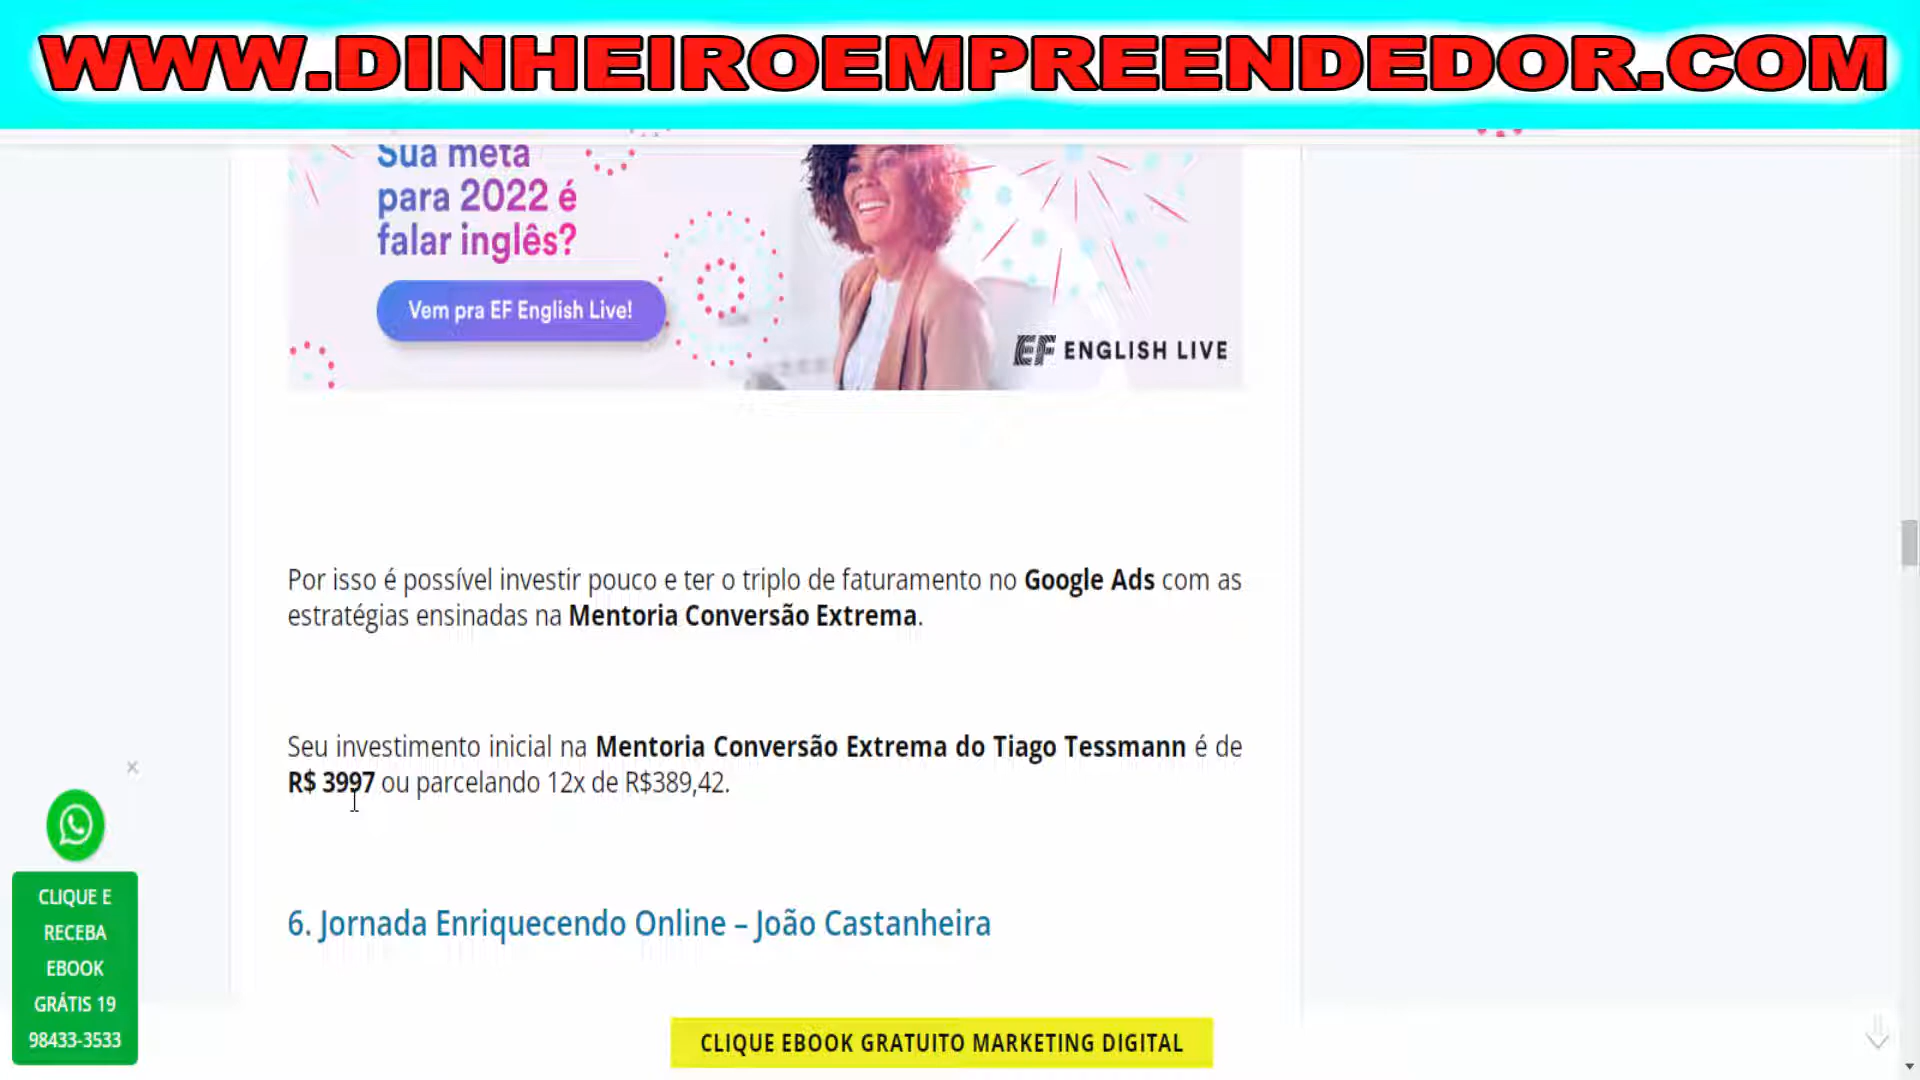 WWW.DINHEIROEMPREENDEDOR.COM
Sua meta
para 2022 é
falar inglês?
Vem pra EF English Live!
EF ENGLISH LIVE
Por isso é possível investir pouco e ter o triplo de faturamento no Google Ads com as
estratégias ensinadas na Mentoria Conversão Extrema.
Seu investimento inicial na Mentoria Conversão Extrema do Tiago Tessmann é de
R$ 3997 ou parcelando 12x de R$389,42.
6. Jornada Enriquecendo Online – João Castanheira
CLIQUE E
RECEBA
EBOOK
GRÁTIS 19
98433-3533
CLIQUE EBOOK GRATUITO MARKETING DIGITAL